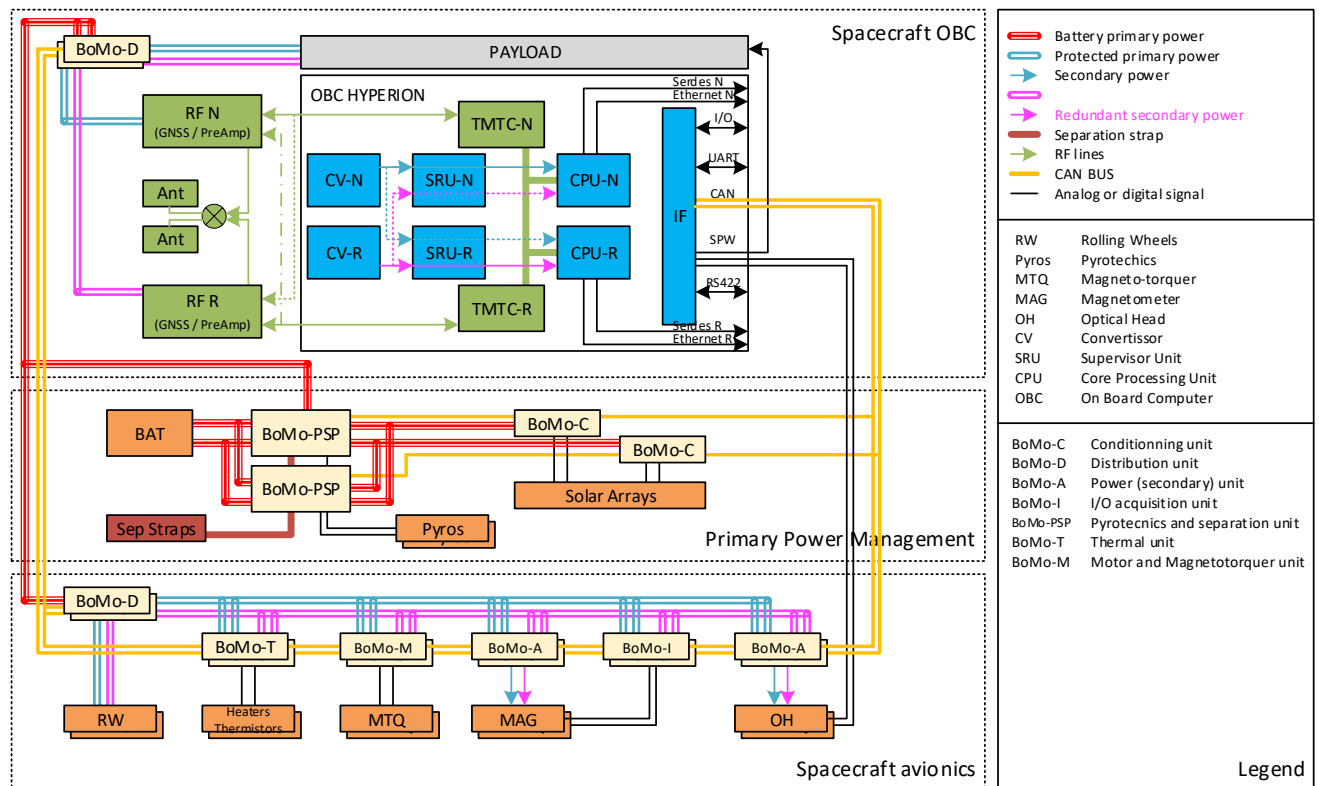 Spacecraft OBC
BoMo-D
PAYLOAD
OBC HYPERION
Serdes N
Ethernet N
RF N
(GNSS / PreAmp)
TMTC-N
I/O
CV-N
SRU-N
CPU-N
UART
Ant
CAN
IF
Ant
CV-R
SRU-R
CPU-R
SPW
RS422
RF R
(GNSS / PreAmp)
TMTC-R
Serdes R
Ethernet R
BAT
BoMo-PSP
BoMo-C
BoMo-C
BoMo-PSP
Solar Arrays
Sep Straps
Pyros
Primary Power Management
BoMo-D
BoMo-T
BoMo-M
BoMo-A
BoMo-I
BoMo-A
RW
Heaters
Thermistors
MTQ
MAG
OH
Spacecraft avionics
Battery primary power
Protected primary power
Secondary power
Redundant secondary power
Separation strap
RF lines
CAN BUS
Analog or digital signal
RW Rolling Wheels
Pyros Pyrotechics
MTQ Magneto-torquer
MAG Magnetometer
OH Optical Head
CV Convertissor
SRU Supervisor Unit
CPU Core Processing Unit
OBC On Board Computer
BoMo-C Conditionning unit
BoMo-D Distribution unit
BoMo-A Power (secondary) unit
BoMo-I I/O acquisition unit
BoMo-PSP Pyrotecnics and separation unit
BoMo-T Thermal unit
BoMo-M Motor and Magnetotorquer unit
Legend